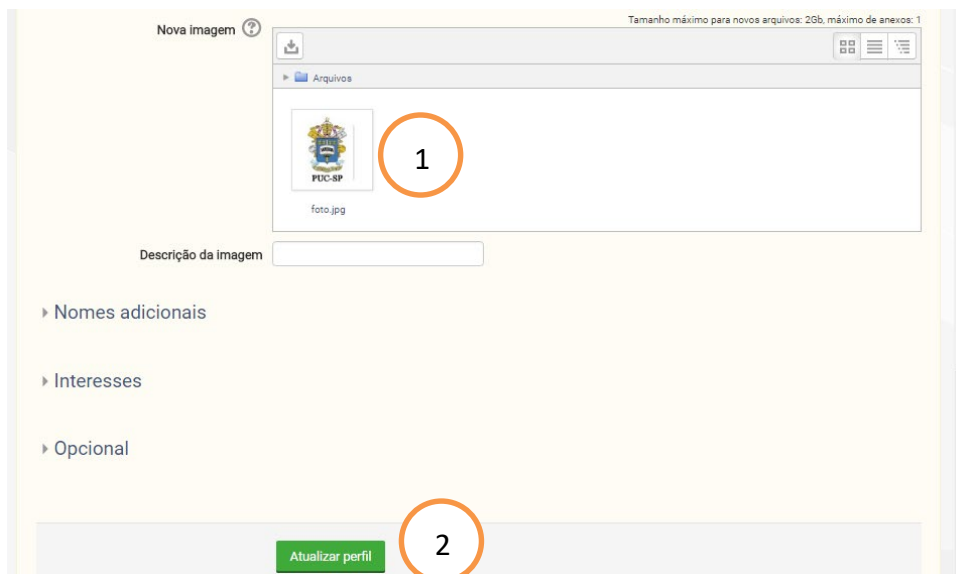 Tamanho máximo para novos arquivos: 2Gb, máximo de anexos: 1
Nova imagem
Arquivos
PUC-SP
1
foto.jpg
Descrição da imagem
Nomes adicionais
Interesses
Opcional
Atualizar perfil
2